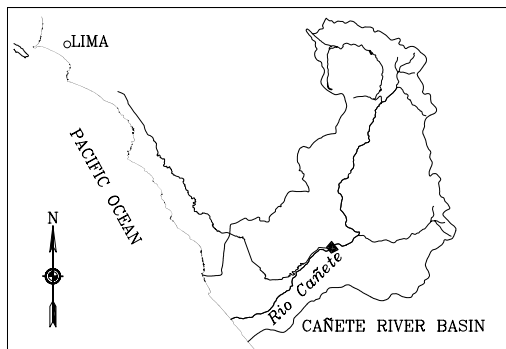 LIMA
PACIFIC OCEAN
N
Rio Cañete
CAÑETE RIVER BASIN